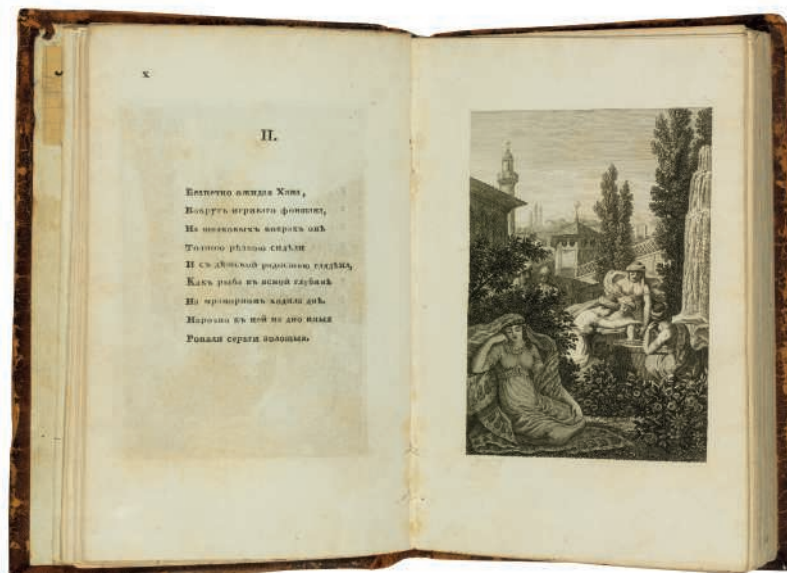 x
II.
Безпечно ожидая Хана,
Вокругъ игриваго фонтана,
На шелковыхъ коврахъ онѣ
Толпою рѣзвою сидѣли
И съ дѣтской радостью глядѣли,
Какъ рыба въ ясной глубинѣ
На мраморномъ ходила днѣ.
Нарочно къ ней на дно иныя
Роняли серьги золотыя.